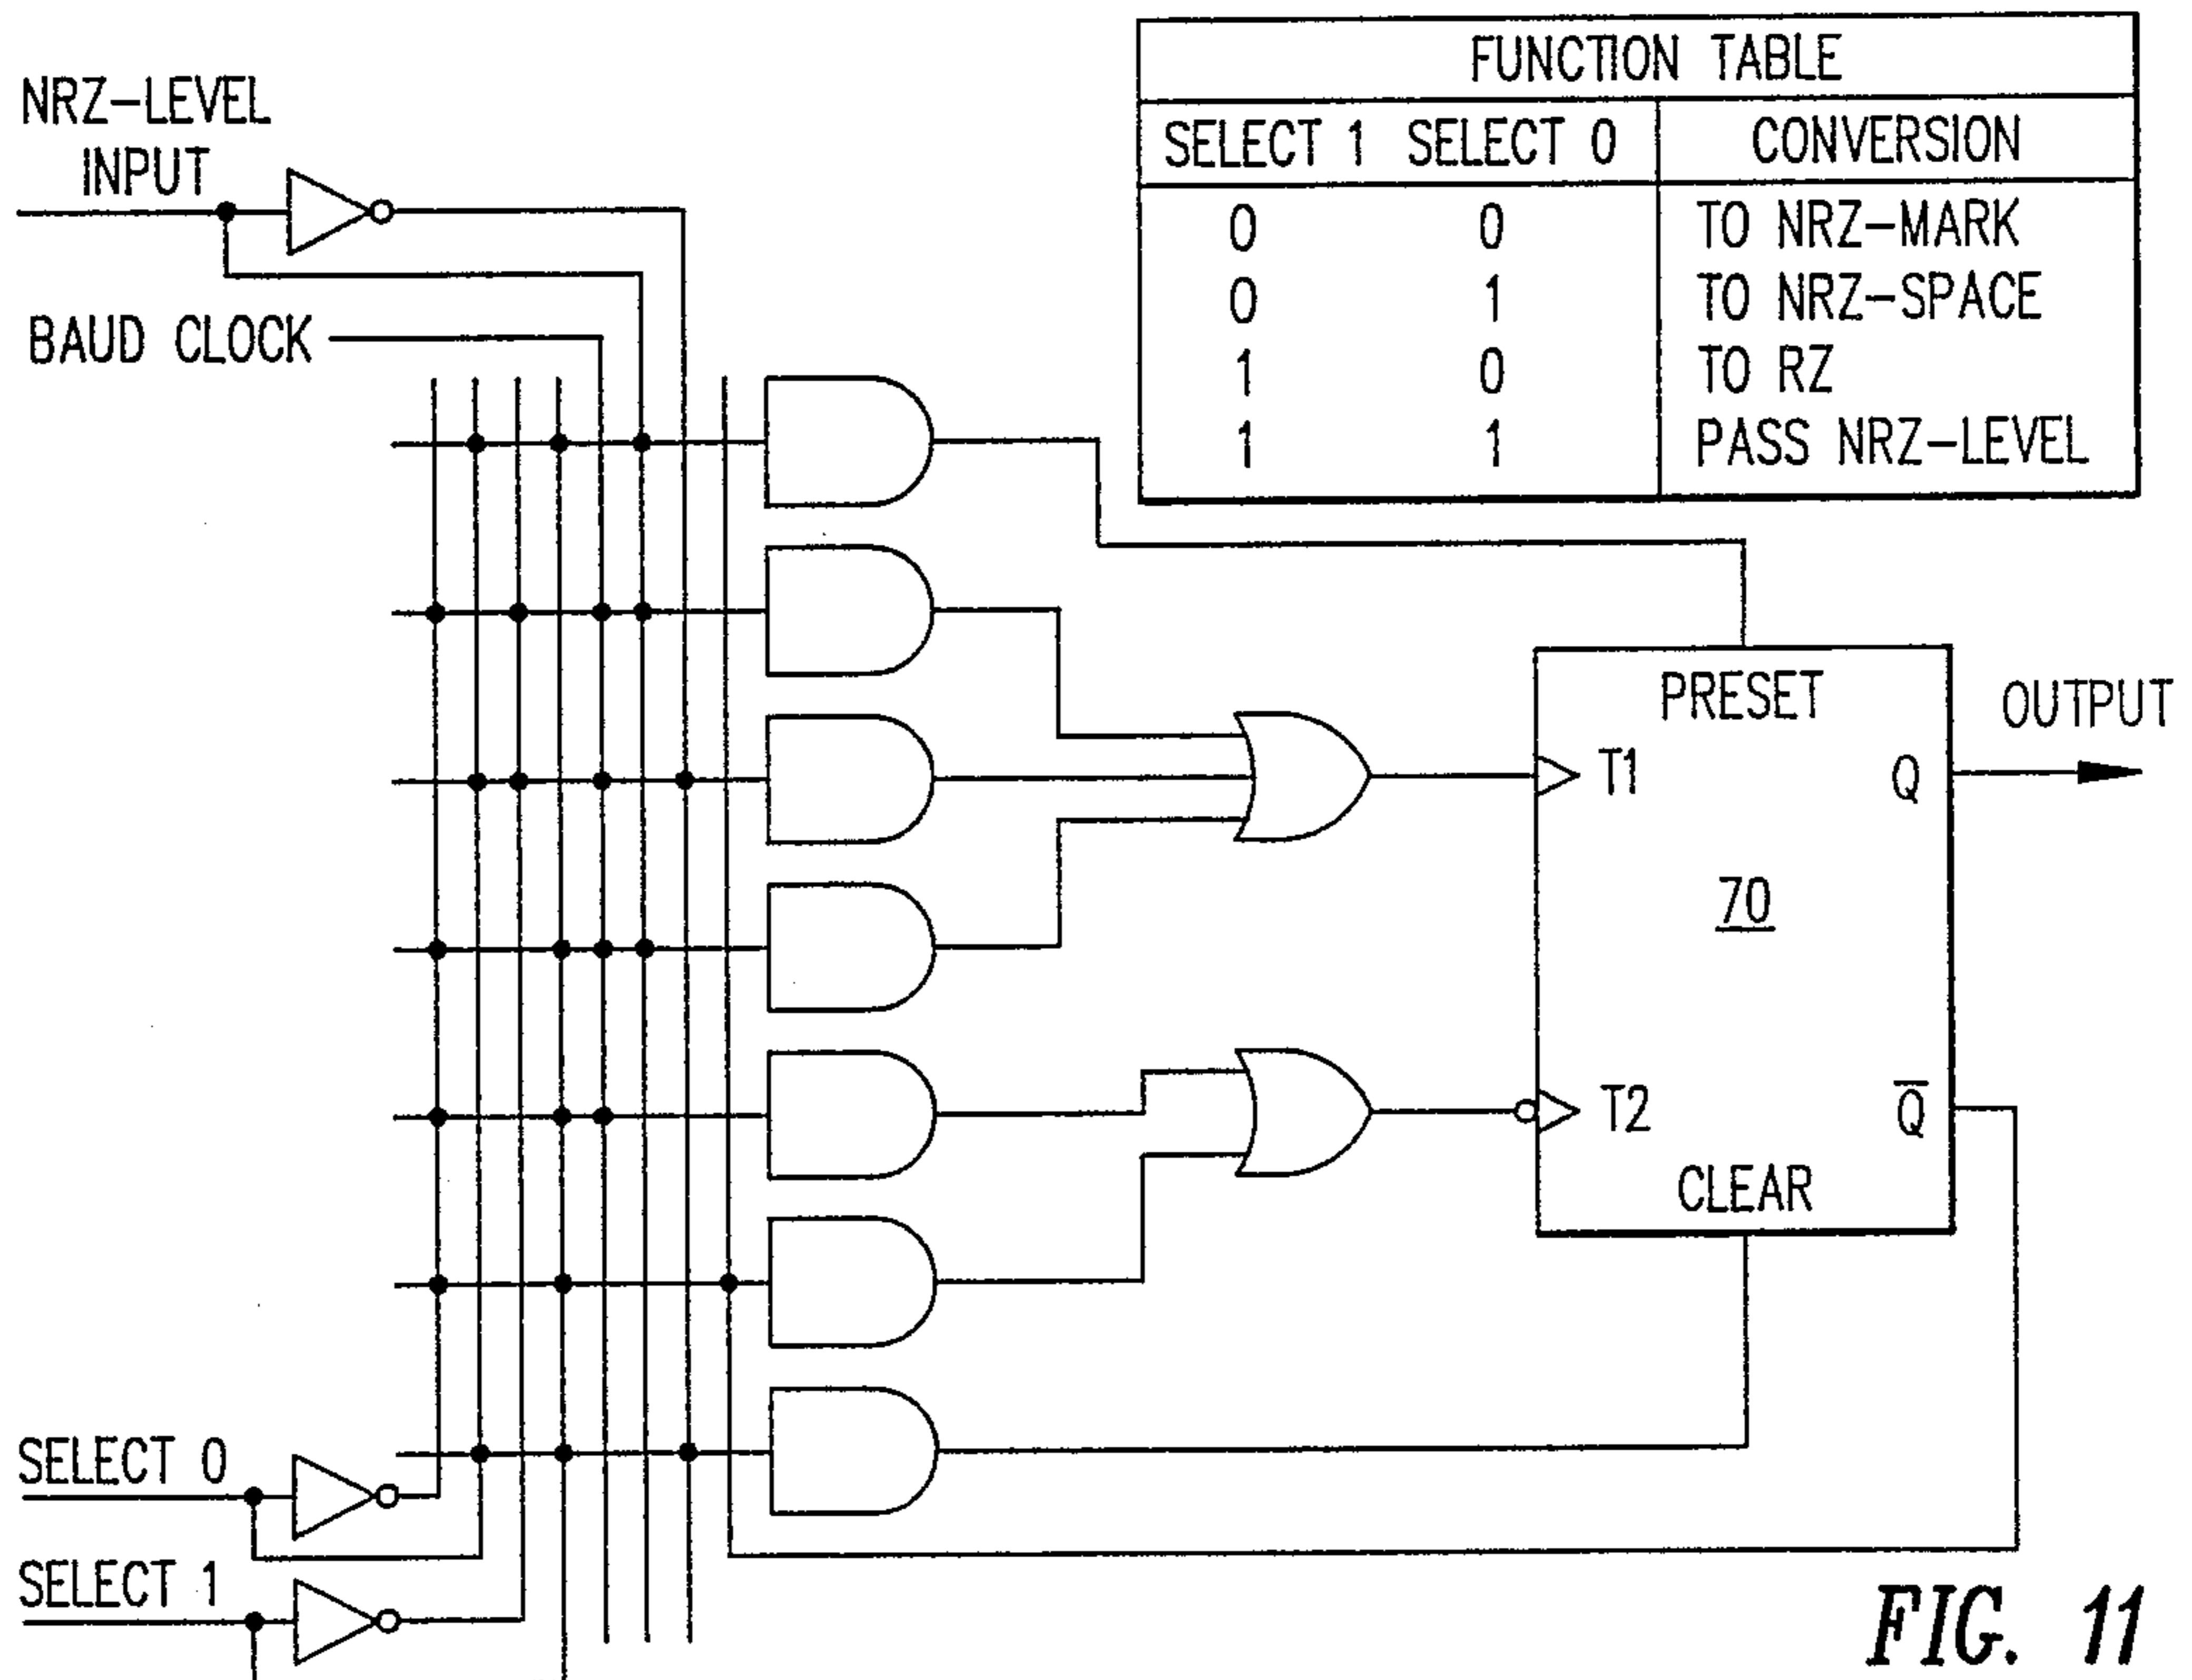 FUNCTION TABLE
SELECT 1 SELECT 0 CONVERSION
0 0 TO NRZ-MARK
0 1 TO NRZ-SPACE
1 0 TO RZ
1 1 PASS NRZ-LEVEL
NRZ-LEVEL
INPUT
BAUD CLOCK
PRESET
OUTPUT
T1
Q
70
T2
Q̅
CLEAR
SELECT 0
SELECT 1
FIG. 11